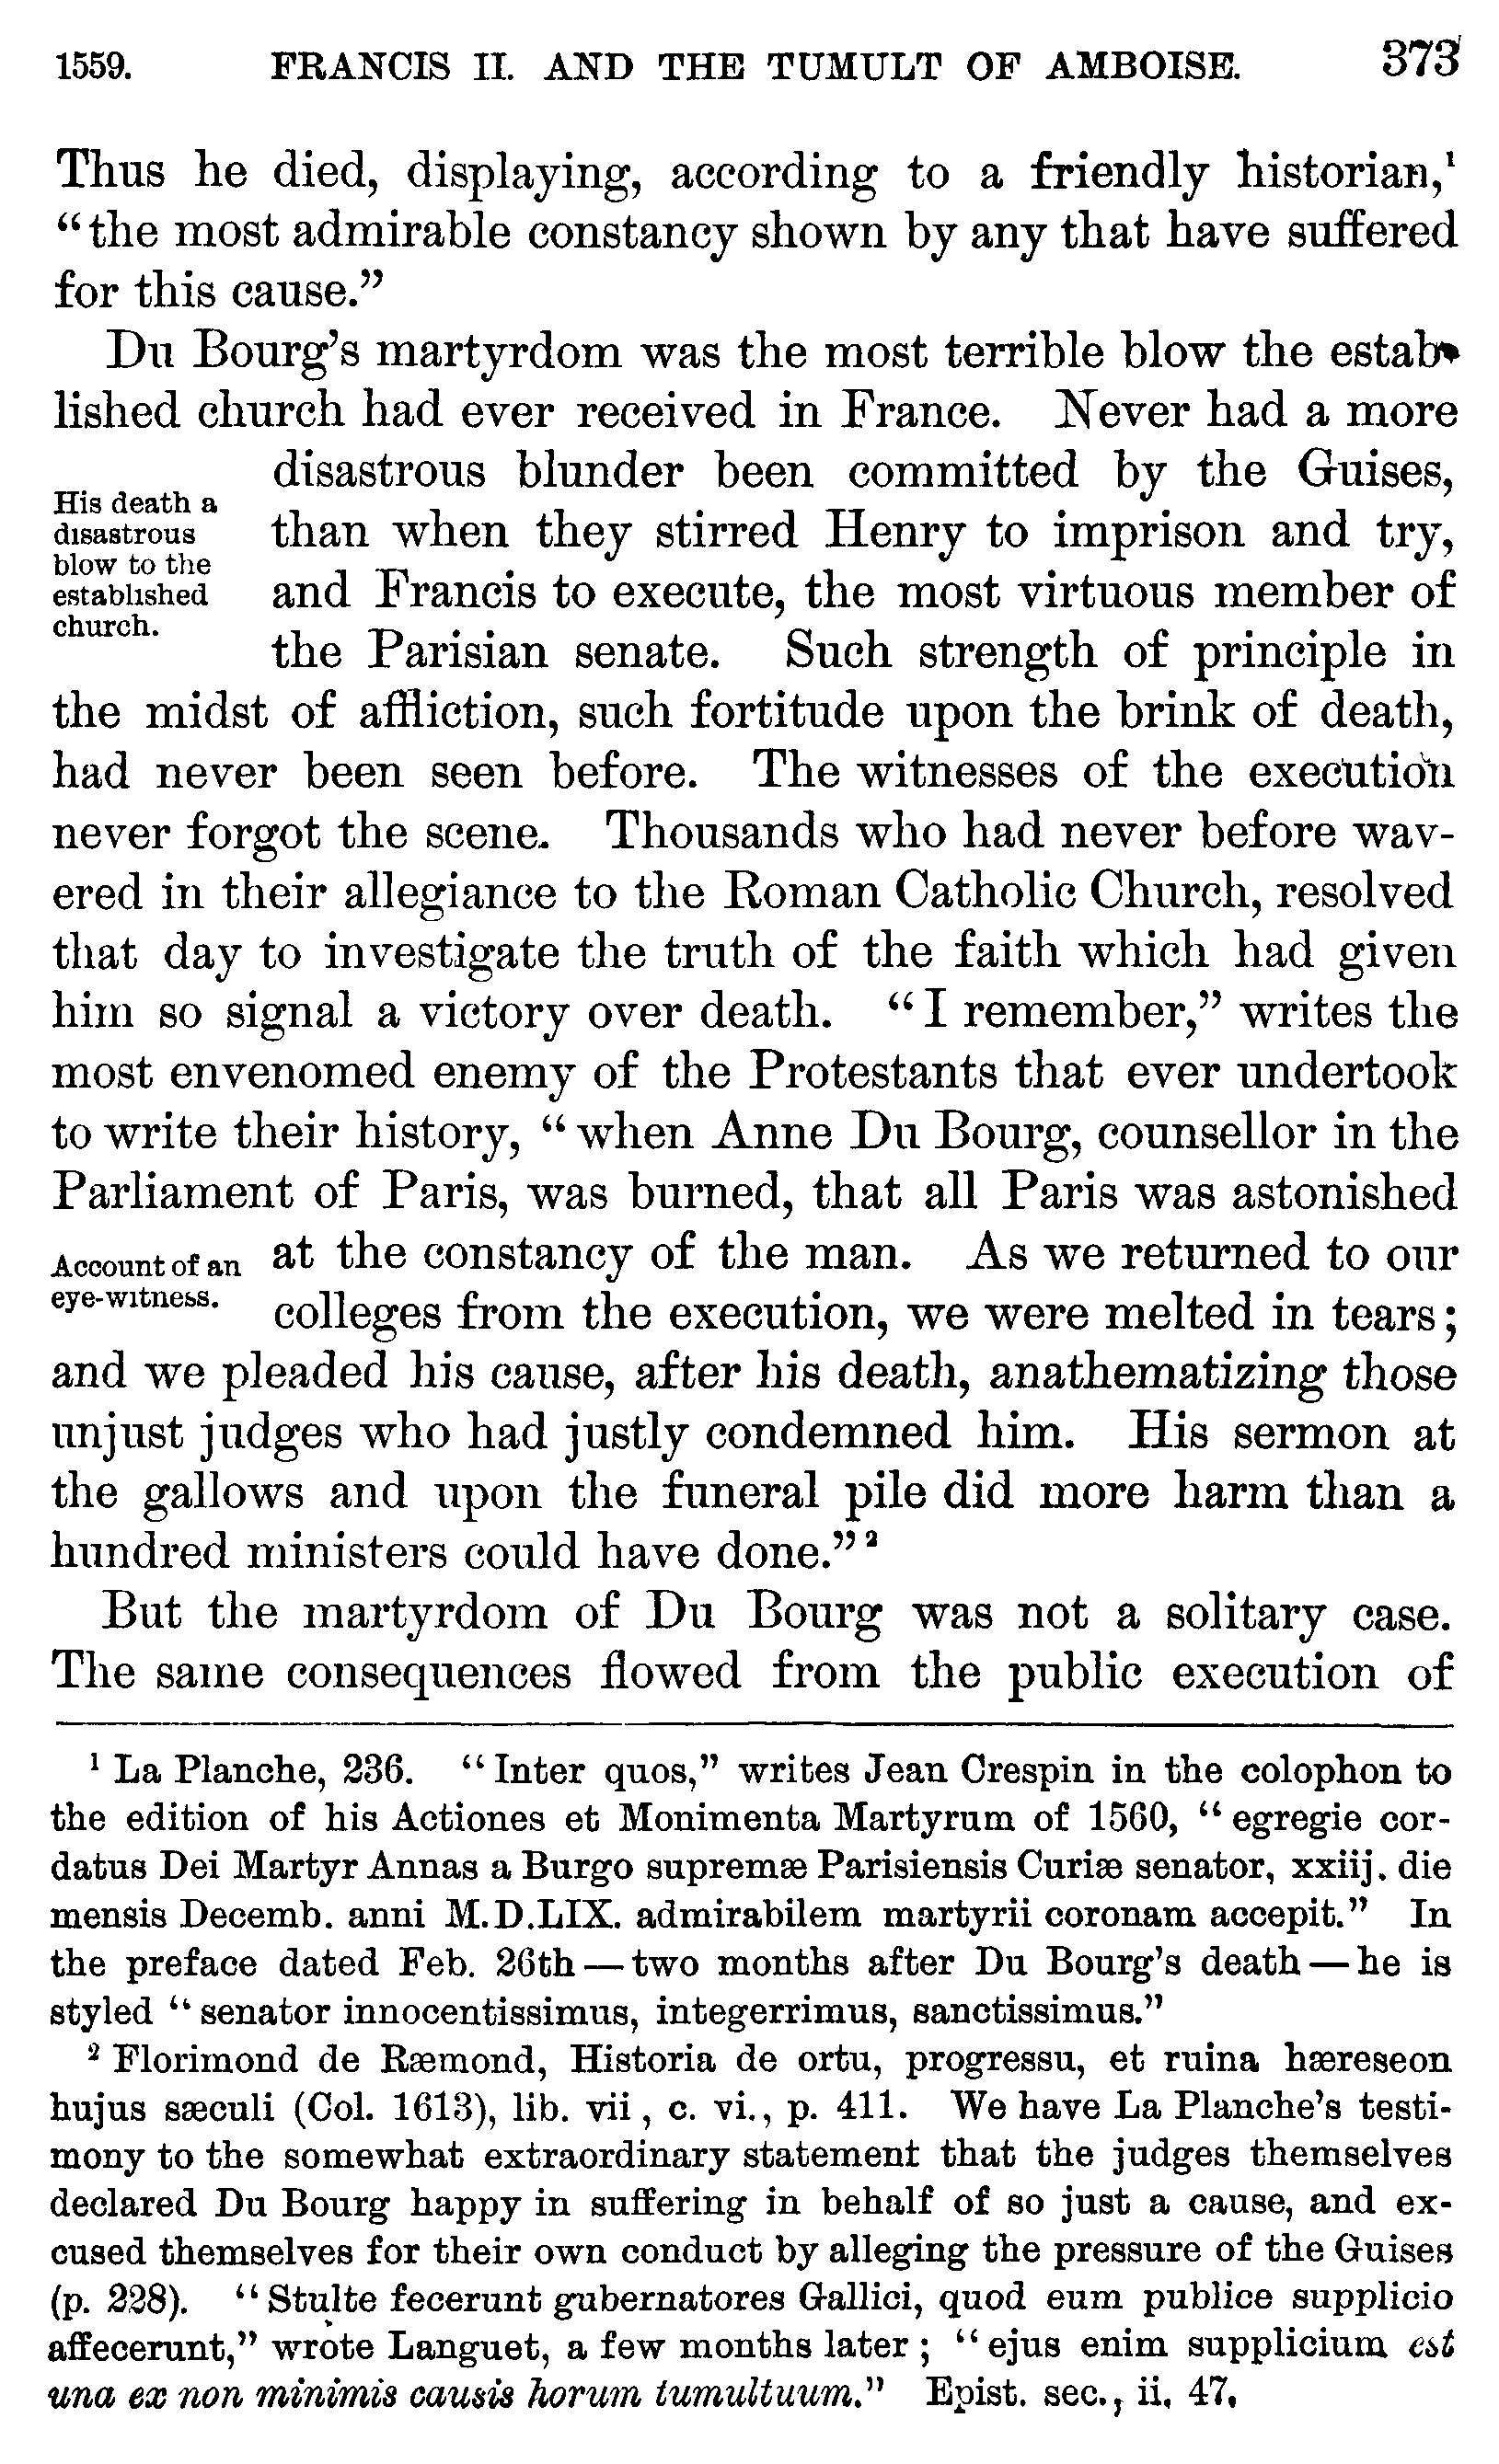 1559. FRANCIS II. AND THE TUMULT OF AMBOISE. 373
Thus he died, displaying, according to a friendly historian,¹
“the most admirable constancy shown by any that have suffered
for this cause.”
Du Bourg’s martyrdom was the most terrible blow the estab-
lished church had ever received in France. Never had a more
disastrous blunder been committed by the Guises,
His death a
disastrous
blow to the
established
church.
than when they stirred Henry to imprison and try,
and Francis to execute, the most virtuous member of
the Parisian senate. Such strength of principle in
the midst of affliction, such fortitude upon the brink of death,
had never been seen before. The witnesses of the execution
never forgot the scene. Thousands who had never before wav-
ered in their allegiance to the Roman Catholic Church, resolved
that day to investigate the truth of the faith which had given
him so signal a victory over death. “I remember,” writes the
most envenomed enemy of the Protestants that ever undertook
to write their history, “when Anne Du Bourg, counsellor in the
Parliament of Paris, was burned, that all Paris was astonished
Account of an
eye-witness.
at the constancy of the man. As we returned to our
colleges from the execution, we were melted in tears;
and we pleaded his cause, after his death, anathematizing those
unjust judges who had justly condemned him. His sermon at
the gallows and upon the funeral pile did more harm than a
hundred ministers could have done.”²
But the martyrdom of Du Bourg was not a solitary case.
The same consequences flowed from the public execution of
¹ La Planche, 236. “Inter quos,” writes Jean Crespin in the colophon to
the edition of his Actiones et Monimenta Martyrum of 1560, “egregie cor-
datus Dei Martyr Annas a Burgo supremæ Parisiensis Curiæ senator, xxiij. die
mensis Decemb. anni M.D.LIX. admirabilem martyrii coronam accepit.” In
the preface dated Feb. 26th—two months after Du Bourg’s death—he is
styled “senator innocentissimus, integerrimus, sanctissimus.”
² Florimond de Ræmond, Historia de ortu, progressu, et ruina hæreseon
hujus sæculi (Col. 1613), lib. vii, c. vi., p. 411. We have La Planche’s testi-
mony to the somewhat extraordinary statement that the judges themselves
declared Du Bourg happy in suffering in behalf of so just a cause, and ex-
cused themselves for their own conduct by alleging the pressure of the Guises
(p. 228). “Stulte fecerunt gubernatores Gallici, quod eum publice supplicio
affecerunt,” wrote Languet, a few months later; “ejus enim supplicium est
una ex non minimis causis horum tumultuum.” Epist. sec., ii, 47.